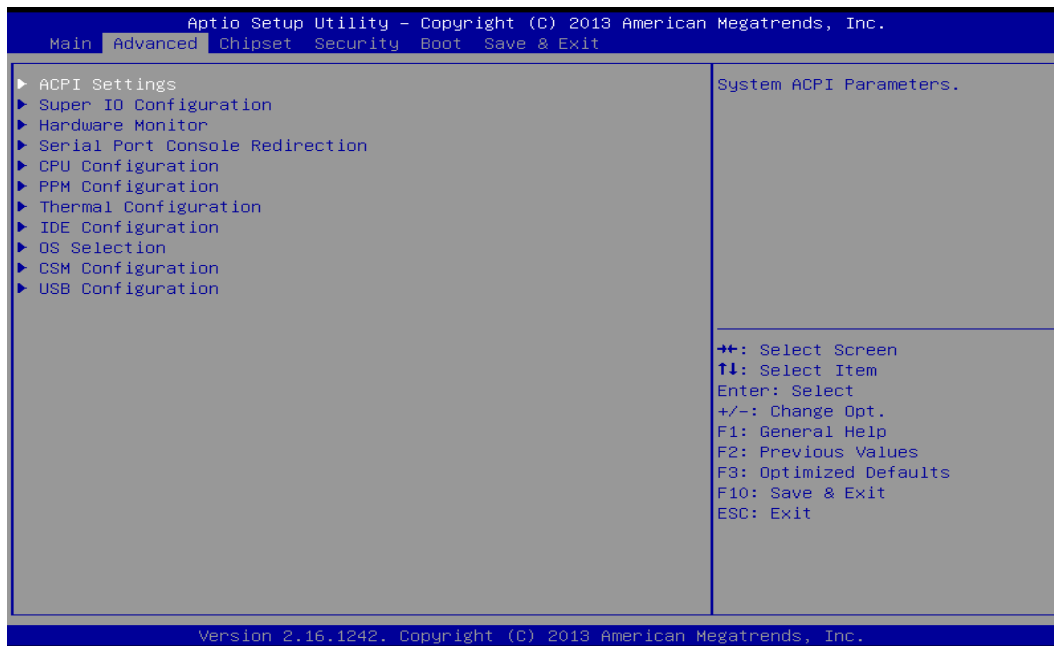 Aptio Setup Utility – Copyright (C) 2013 American Megatrends, Inc.
Main Advanced Chipset Security Boot Save & Exit
▶ ACPI Settings
▶ Super IO Configuration
▶ Hardware Monitor
▶ Serial Port Console Redirection
▶ CPU Configuration
▶ PPM Configuration
▶ Thermal Configuration
▶ IDE Configuration
▶ OS Selection
▶ CSM Configuration
▶ USB Configuration
System ACPI Parameters.
→←: Select Screen
↑↓: Select Item
Enter: Select
+/-: Change Opt.
F1: General Help
F2: Previous Values
F3: Optimized Defaults
F10: Save & Exit
ESC: Exit
Version 2.16.1242. Copyright (C) 2013 American Megatrends, Inc.